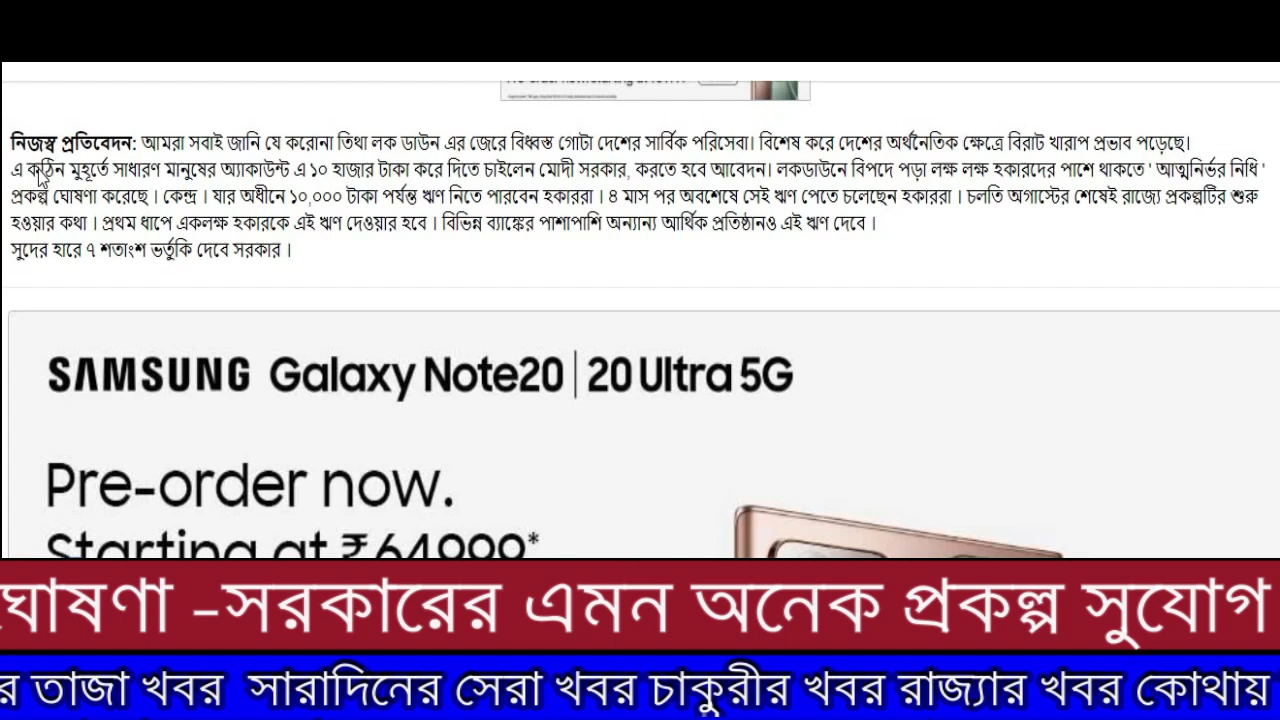 নিজস্ব প্রতিবেদন: আমরা সবাই জানি যে করোনা তিথা লক ডাউন এর জেরে বিধ্বস্ত গোটা দেশের সার্বিক পরিসেবা। বিশেষ করে দেশের অর্থনৈতিক ক্ষেত্রে বিরাট খারাপ প্রভাব পড়েছে।
এ কঠিন মুহূর্তে সাধারণ মানুষের অ্যাকাউন্ট এ ১০ হাজার টাকা করে দিতে চাইলেন মোদী সরকার, করতে হবে আবেদন। লকডাউনে বিপদে পড়া লক্ষ লক্ষ হকারদের পাশে থাকতে ' আত্মনির্ভর নিধি '
প্রকল্প ঘোষণা করেছে । কেন্দ্র । যার অধীনে ১০,০০০ টাকা পর্যন্ত ঋণ নিতে পারবেন হকাররা । ৪ মাস পর অবশেষে সেই ঋণ পেতে চলেছেন হকাররা । চলতি অগাস্টের শেষেই রাজ্যে প্রকল্পটির শুরু
হওয়ার কথা । প্রথম ধাপে একলক্ষ হকারকে এই ঋণ দেওয়ার হবে । বিভিন্ন ব্যাঙ্কের পাশাপাশি অন্যান্য আর্থিক প্রতিষ্ঠানও এই ঋণ দেবে ।
সুদের হারে ৭ শতাংশ ভর্তুকি দেবে সরকার ।
SAMSUNG Galaxy Note20 | 20 Ultra 5G
Pre-order now.
Starting at ₹64999*
ঘোষণা -সরকারের এমন অনেক প্রকল্প সুযোগ
র তাজা খবর সারাদিনের সেরা খবর চাকুরীর খবর রাজ্যার খবর কোথায়